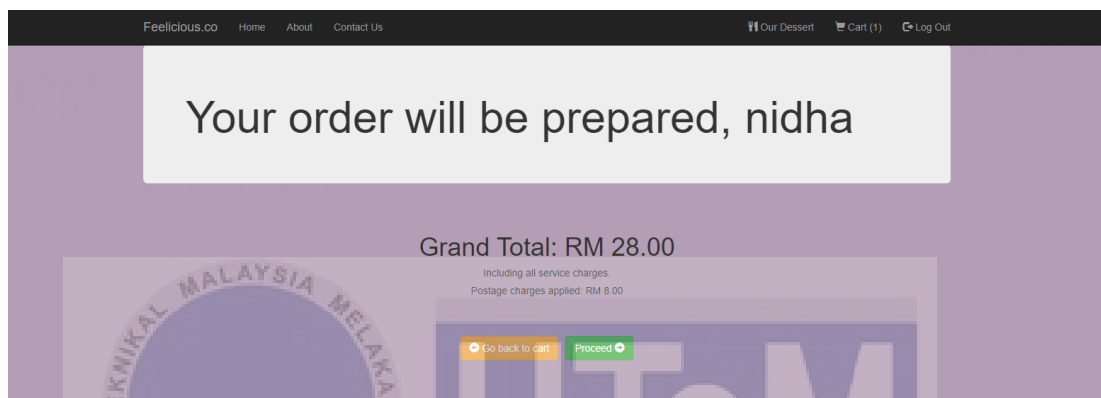 Feelicious.co Home About Contact Us Our Dessert Cart (1) Log Out
Your order will be prepared, nidha
Grand Total: RM 28.00
Including all service charges.
Postage charges applied: RM 8.00
Go back to cart Proceed
KNIKAL MALAYSIA MELAKA
UTeM